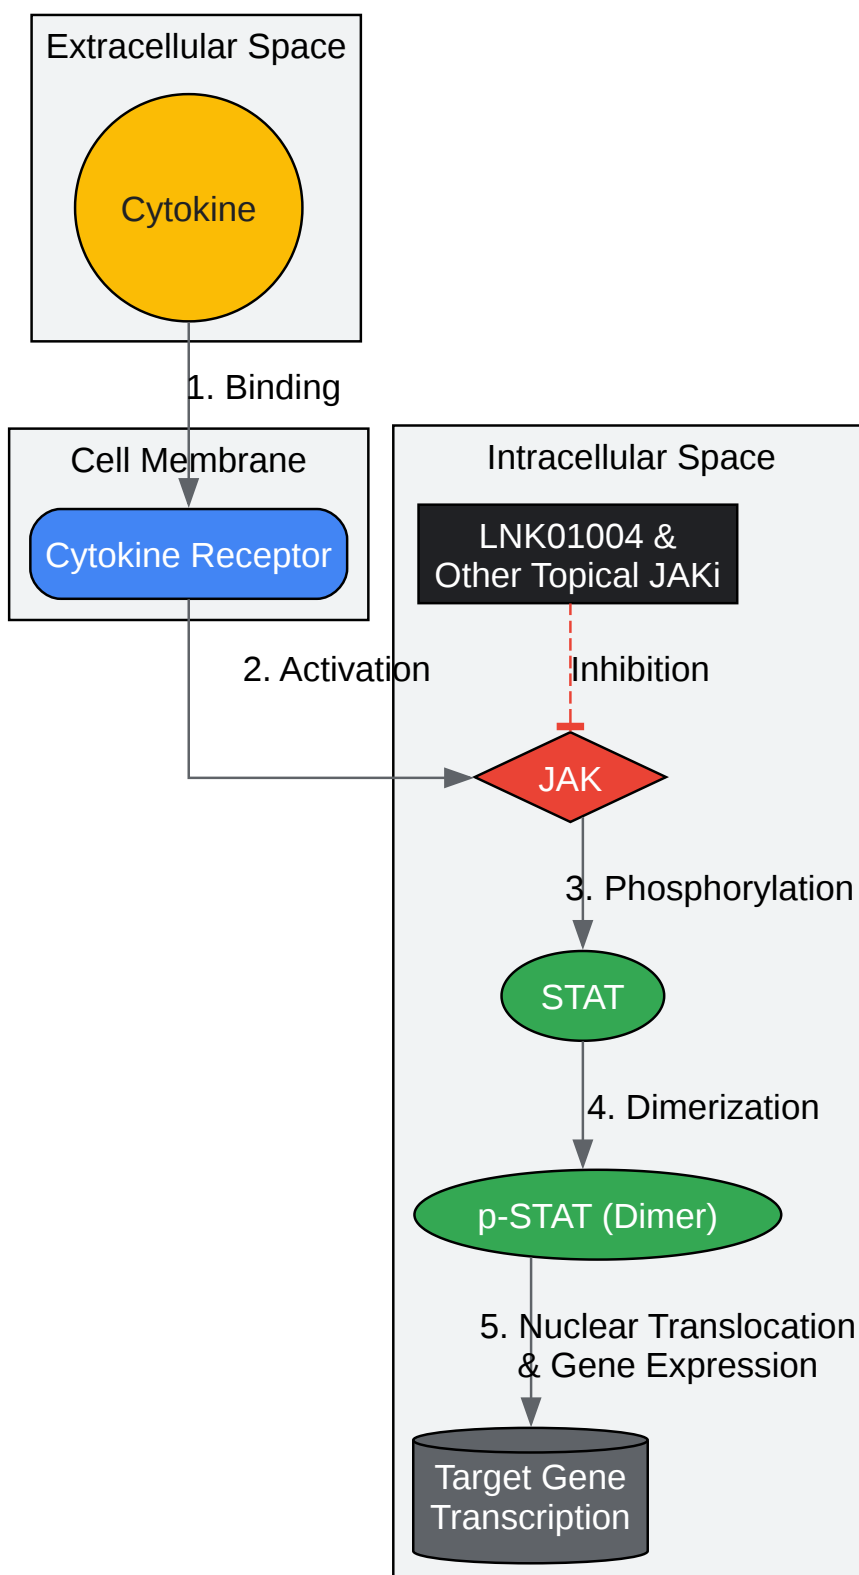 Extracellular Space
Cytokine
1. Binding
Cell Membrane
Cytokine Receptor
Intracellular Space
LNK01004 &
Other Topical JAKi
2. Activation
Inhibition
JAK
3. Phosphorylation
STAT
4. Dimerization
p-STAT (Dimer)
5. Nuclear Translocation
& Gene Expression
Target Gene
Transcription